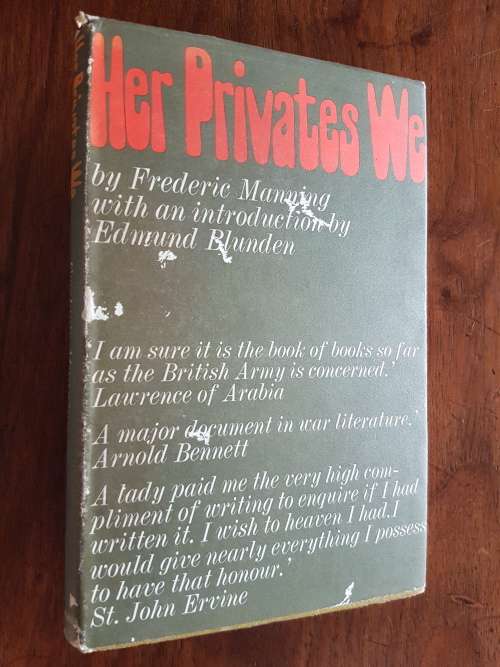 Her Privates We
by Frederic Manning
with an introduction by
Edmund Blunden
I am sure it is the book of books so far
as the British Army is concerned.'
Lawrence of Arabia
A major document in war literature.'
Arnold Bennett
A lady paid me the very high com-
pliment of writing to enquire if I had
written it. I wish to heaven I had. I
would give nearly everything I possess
to have that honour.'
St. John Ervine
Her Privates We